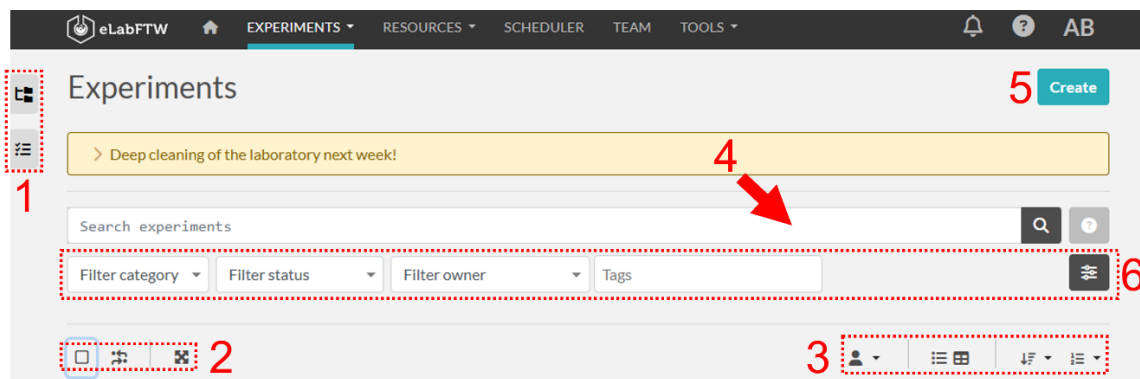 eLabFTW EXPERIMENTS RESOURCES SCHEDULER TEAM TOOLS ? AB
Experiments
5
Create
Deep cleaning of the laboratory next week!
1
4
Search experiments
?
Filter category Filter status Filter owner Tags
6
2
3